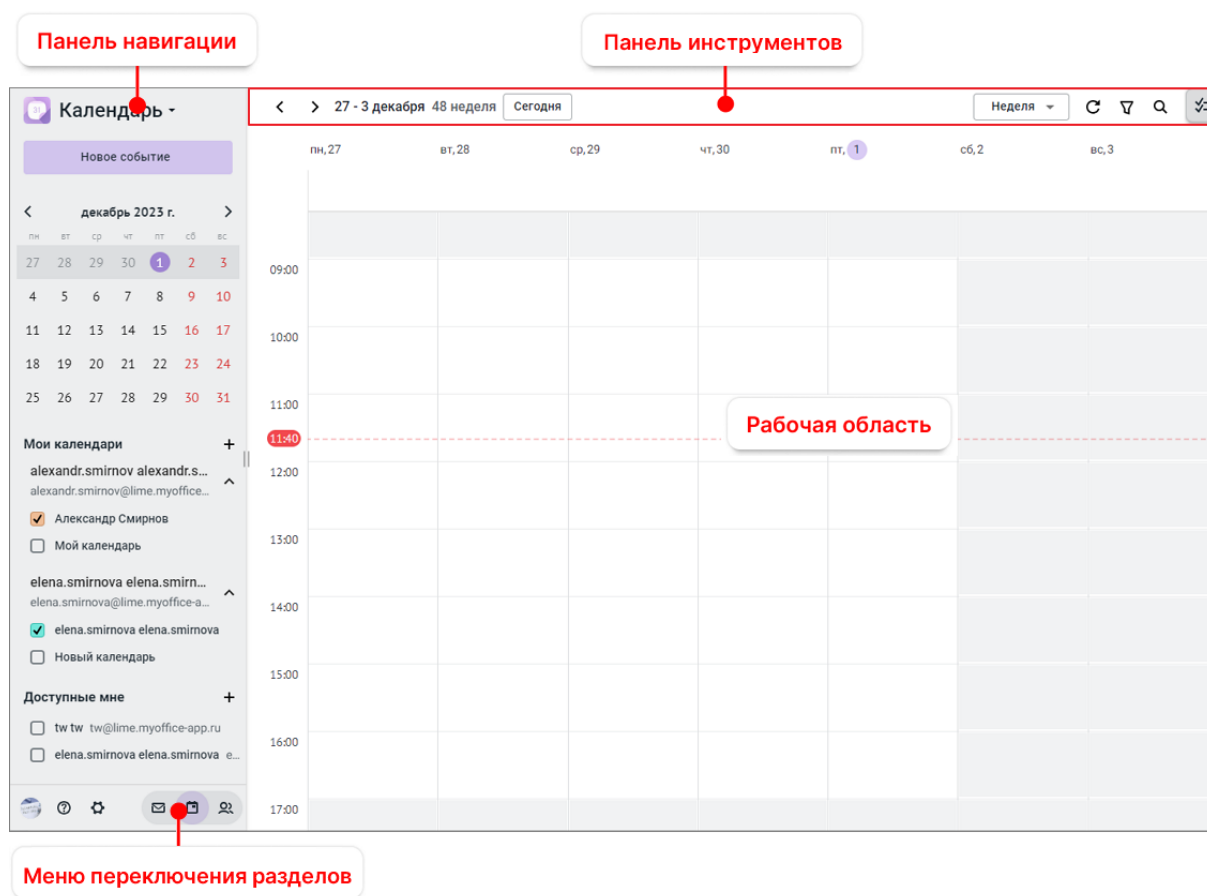 Панель навигации
Панель инструментов
Календарь
27 - 3 декабря 48 неделя Сегодня
Неделя
Новое событие
пн, 27 вт, 28 ср, 29 чт, 30 пт, 1 сб, 2 вс, 3
декабрь 2023 г.
пн вт ср чт пт сб вс
27 28 29 30 1 2 3
4 5 6 7 8 9 10
11 12 13 14 15 16 17
18 19 20 21 22 23 24
25 26 27 28 29 30 31
Мои календари +
alexandr.smirnov alexandr.s...
alexandr.smirnov@lime.myoffice...
Александр Смирнов
Мой календарь
elena.smirnova elena.smirn...
elena.smirnova@lime.myoffice-a...
elena.smirnova elena.smirnova
Новый календарь
Доступные мне +
tw tw tw@lime.myoffice-app.ru
elena.smirnova elena.smirnova e...
09:00
10:00
11:00
11:40
Рабочая область
12:00
13:00
14:00
15:00
16:00
17:00
Меню переключения разделов